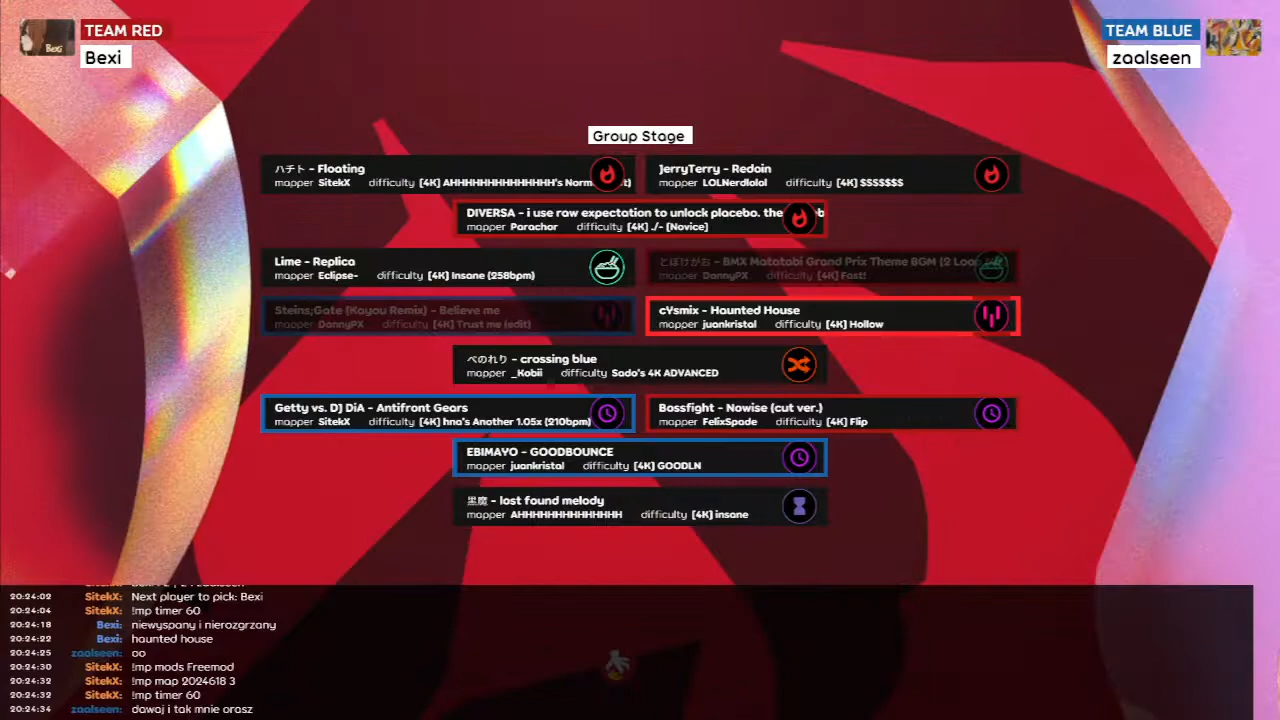 TEAM RED
Bexi
TEAM BLUE
zaalseen
Group Stage
ハチト - Floating
mapper SitekX difficulty [4K] AHHHHHHHHHHHHH's Norm
JerryTerry - Redoin
mapper LOLNerdlolol difficulty [4K] $$$$$$$
DIVERSA - i use raw expectation to unlock placebo. the
mapper Parachor difficulty [4K] ./- [Novice]
Lime - Replica
mapper Eclipse- difficulty [4K] Insane (258bpm)
とぼけがお - BMX Matatabi Grand Prix Theme BGM (2 Loo
mapper DannyPX difficulty [4K] Fast!
Steins;Gate (Kayou Remix) - Believe me
mapper DannyPX difficulty [4K] Trust me (edit)
cYsmix - Haunted House
mapper juankristal difficulty [4K] Hollow
べのれり - crossing blue
mapper _Kobii difficulty Sado's 4K ADVANCED
Getty vs. DJ DiA - Antifront Gears
mapper SitekX difficulty [4K] hna's Another 1.05x (210bpm)
Bossfight - Nowise (cut ver.)
mapper FelixSpade difficulty [4K] Flip
EBIMAYO - GOODBOUNCE
mapper juankristal difficulty [4K] GOODLN
黒魔 - lost found melody
mapper AHHHHHHHHHHHHH difficulty [4K] insane
20:24:02 SitekX: Next player to pick: Bexi
20:24:04 SitekX: !mp timer 60
20:24:18 Bexi: niewyspany i nierozgrzany
20:24:22 Bexi: haunted house
20:24:25 zaalseen: oo
20:24:30 SitekX: !mp mods Freemod
20:24:32 SitekX: !mp map 2024618 3
20:24:32 SitekX: !mp timer 60
20:24:34 zaalseen: dawaj i tak mnie orasz